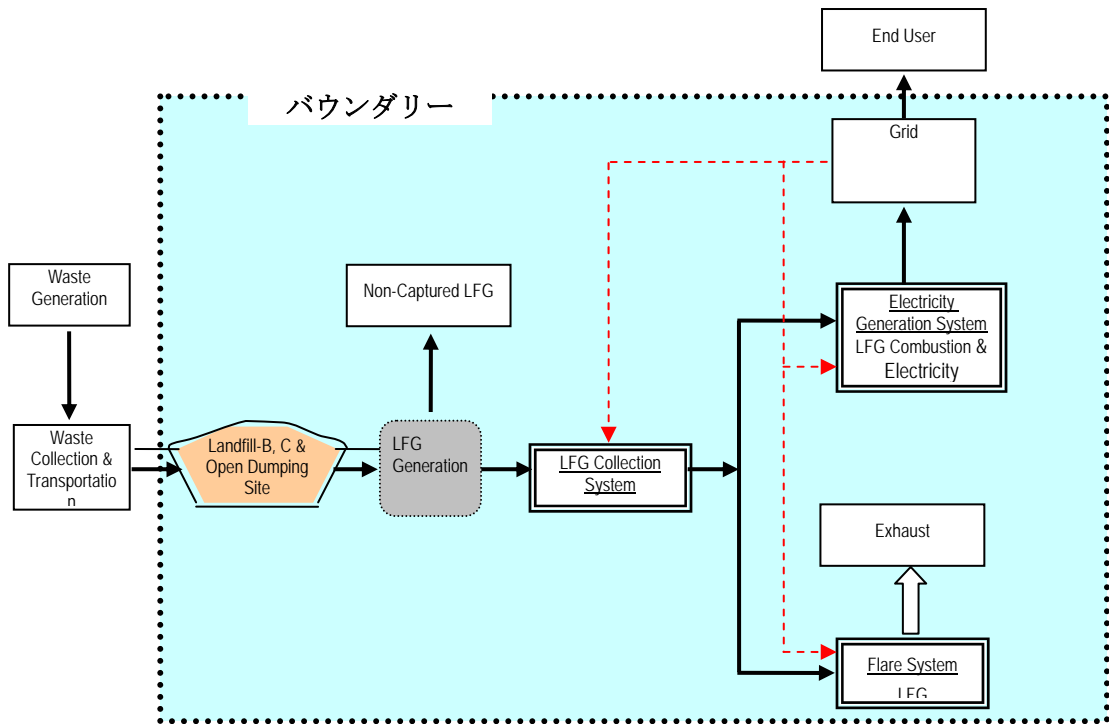 End User
バウンダリー
Grid
Waste
Generation
Non-Captured LFG
Electricity
Generation System
LFG Combustion &
Electricity
Waste
Collection &
Transportatio
n
Landfill-B, C &
Open Dumping
Site
LFG
Generation
LFG Collection
System
Exhaust
Flare System
LFG